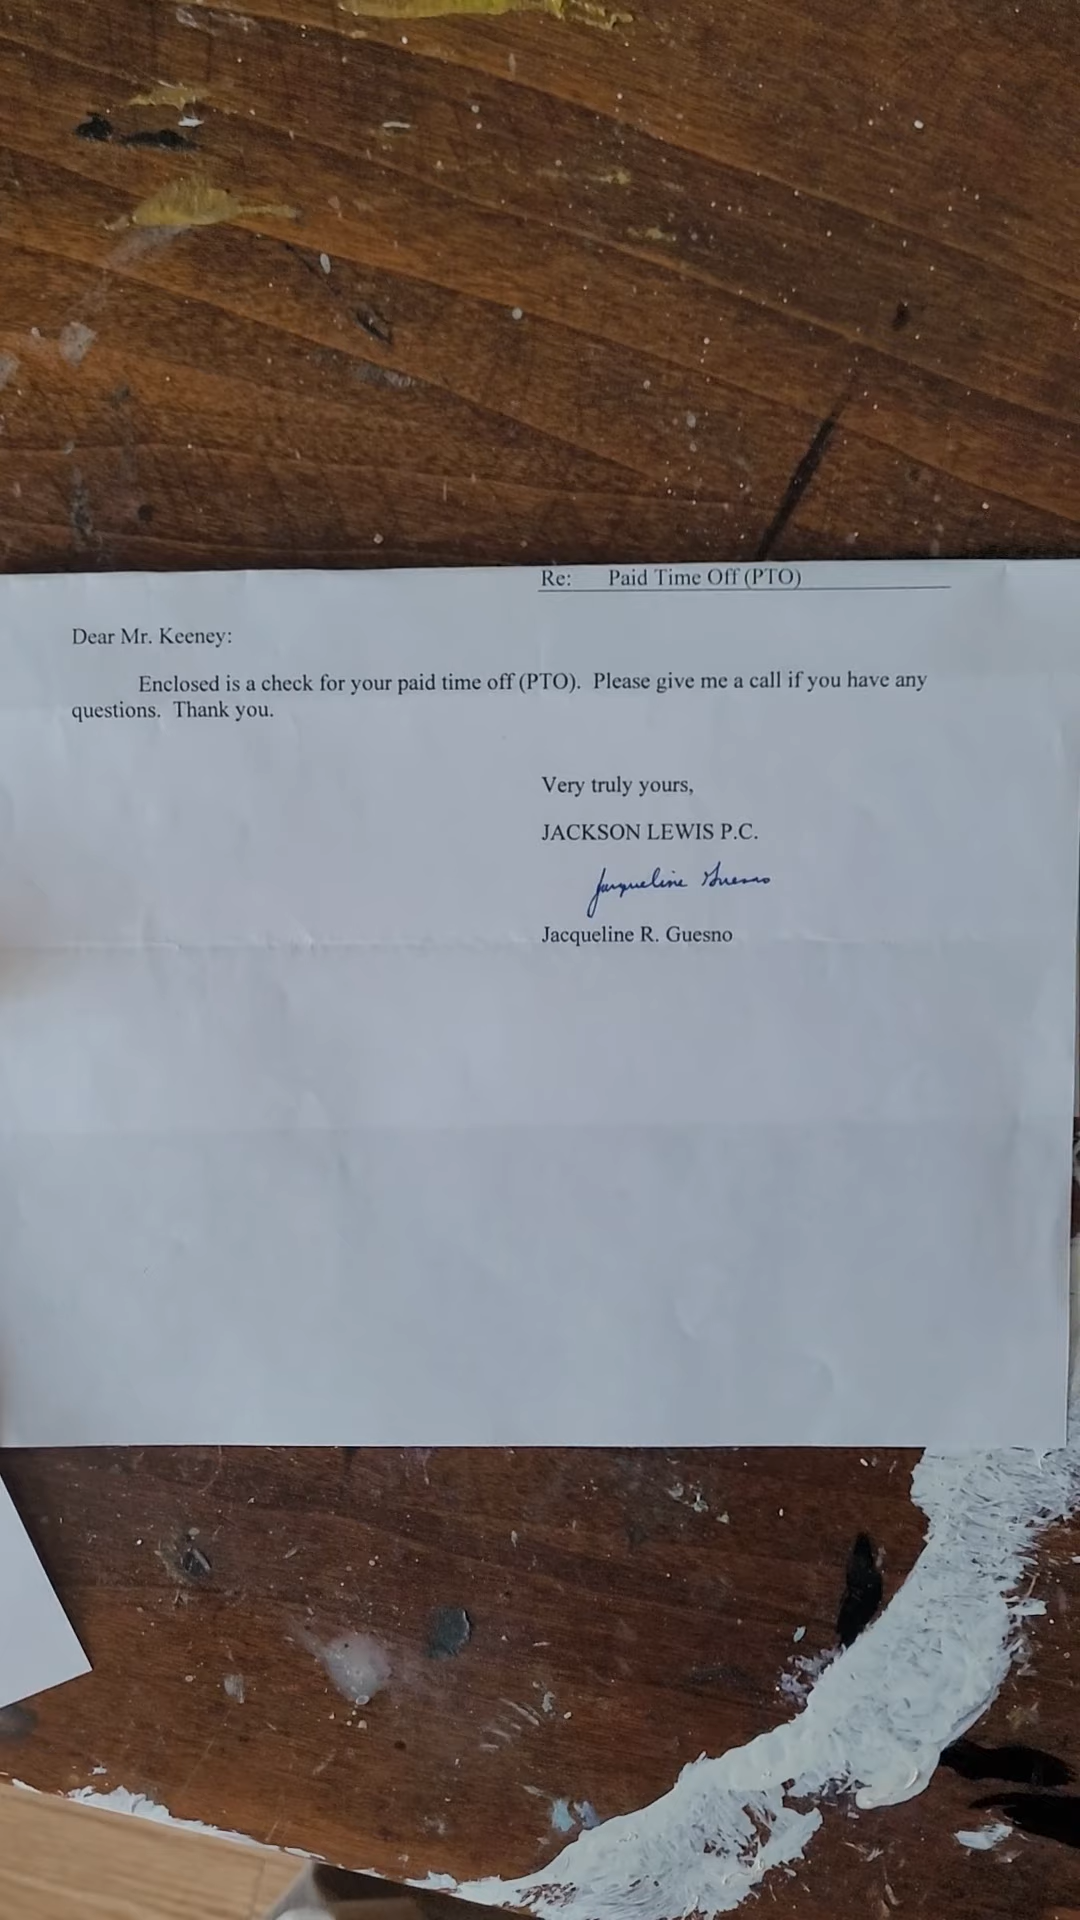 Re: Paid Time Off (PTO)
Dear Mr. Keeney:
Enclosed is a check for your paid time off (PTO). Please give me a call if you have any
questions. Thank you.
Very truly yours,
JACKSON LEWIS P.C.
Jacqueline Guesno
Jacqueline R. Guesno